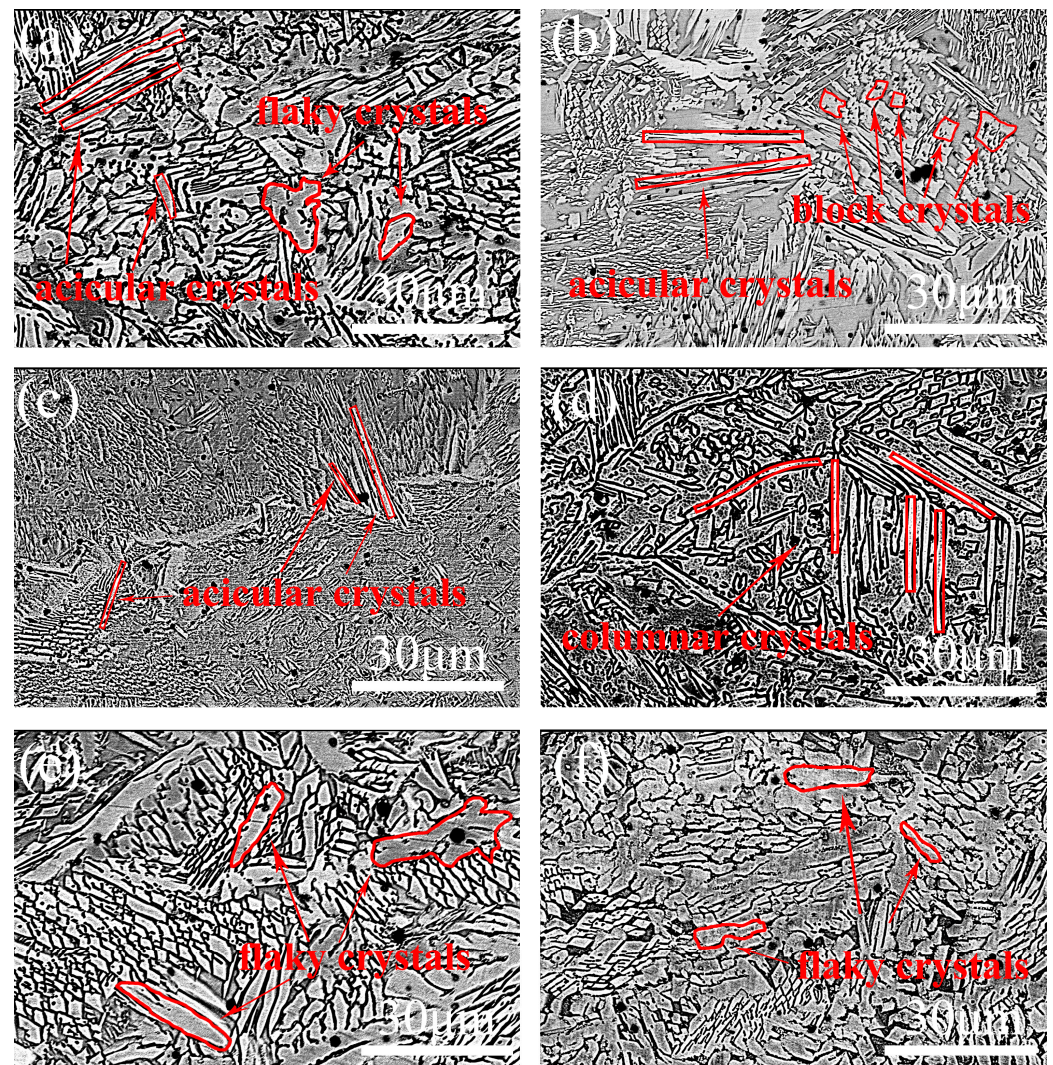 (a)
flaky crystals
acicular crystals
30μm
(b)
block crystals
acicular crystals
30μm
(c)
acicular crystals
30μm
(d)
columnar crystals
30μm
(e)
flaky crystals
30μm
(f)
flaky crystals
30μm